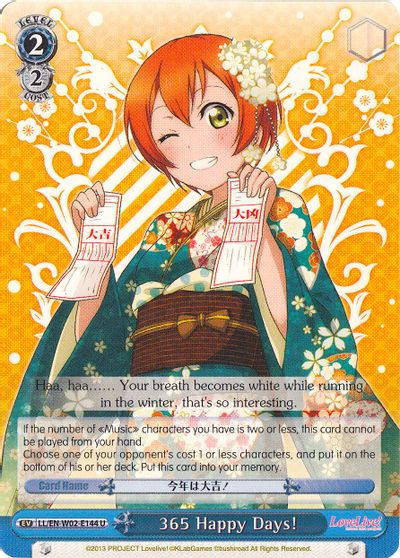 LEVEL
2
2
COST
大吉
大凶
Haa, haa...... Your breath becomes white while running
in the winter, that's so interesting.
If the number of «Music» characters you have is two or less, this card cannot
be played from your hand.
Choose one of your opponent's cost 1 or less characters, and put it on the
bottom of his or her deck. Put this card into your memory.
Card Name 今年は大吉!
EV LL/EN-W02-E144 U 365 Happy Days! LoveLive!
©2013 PROJECT Lovelive! ©KLabGames ©bushiroad All Rights Reserved.